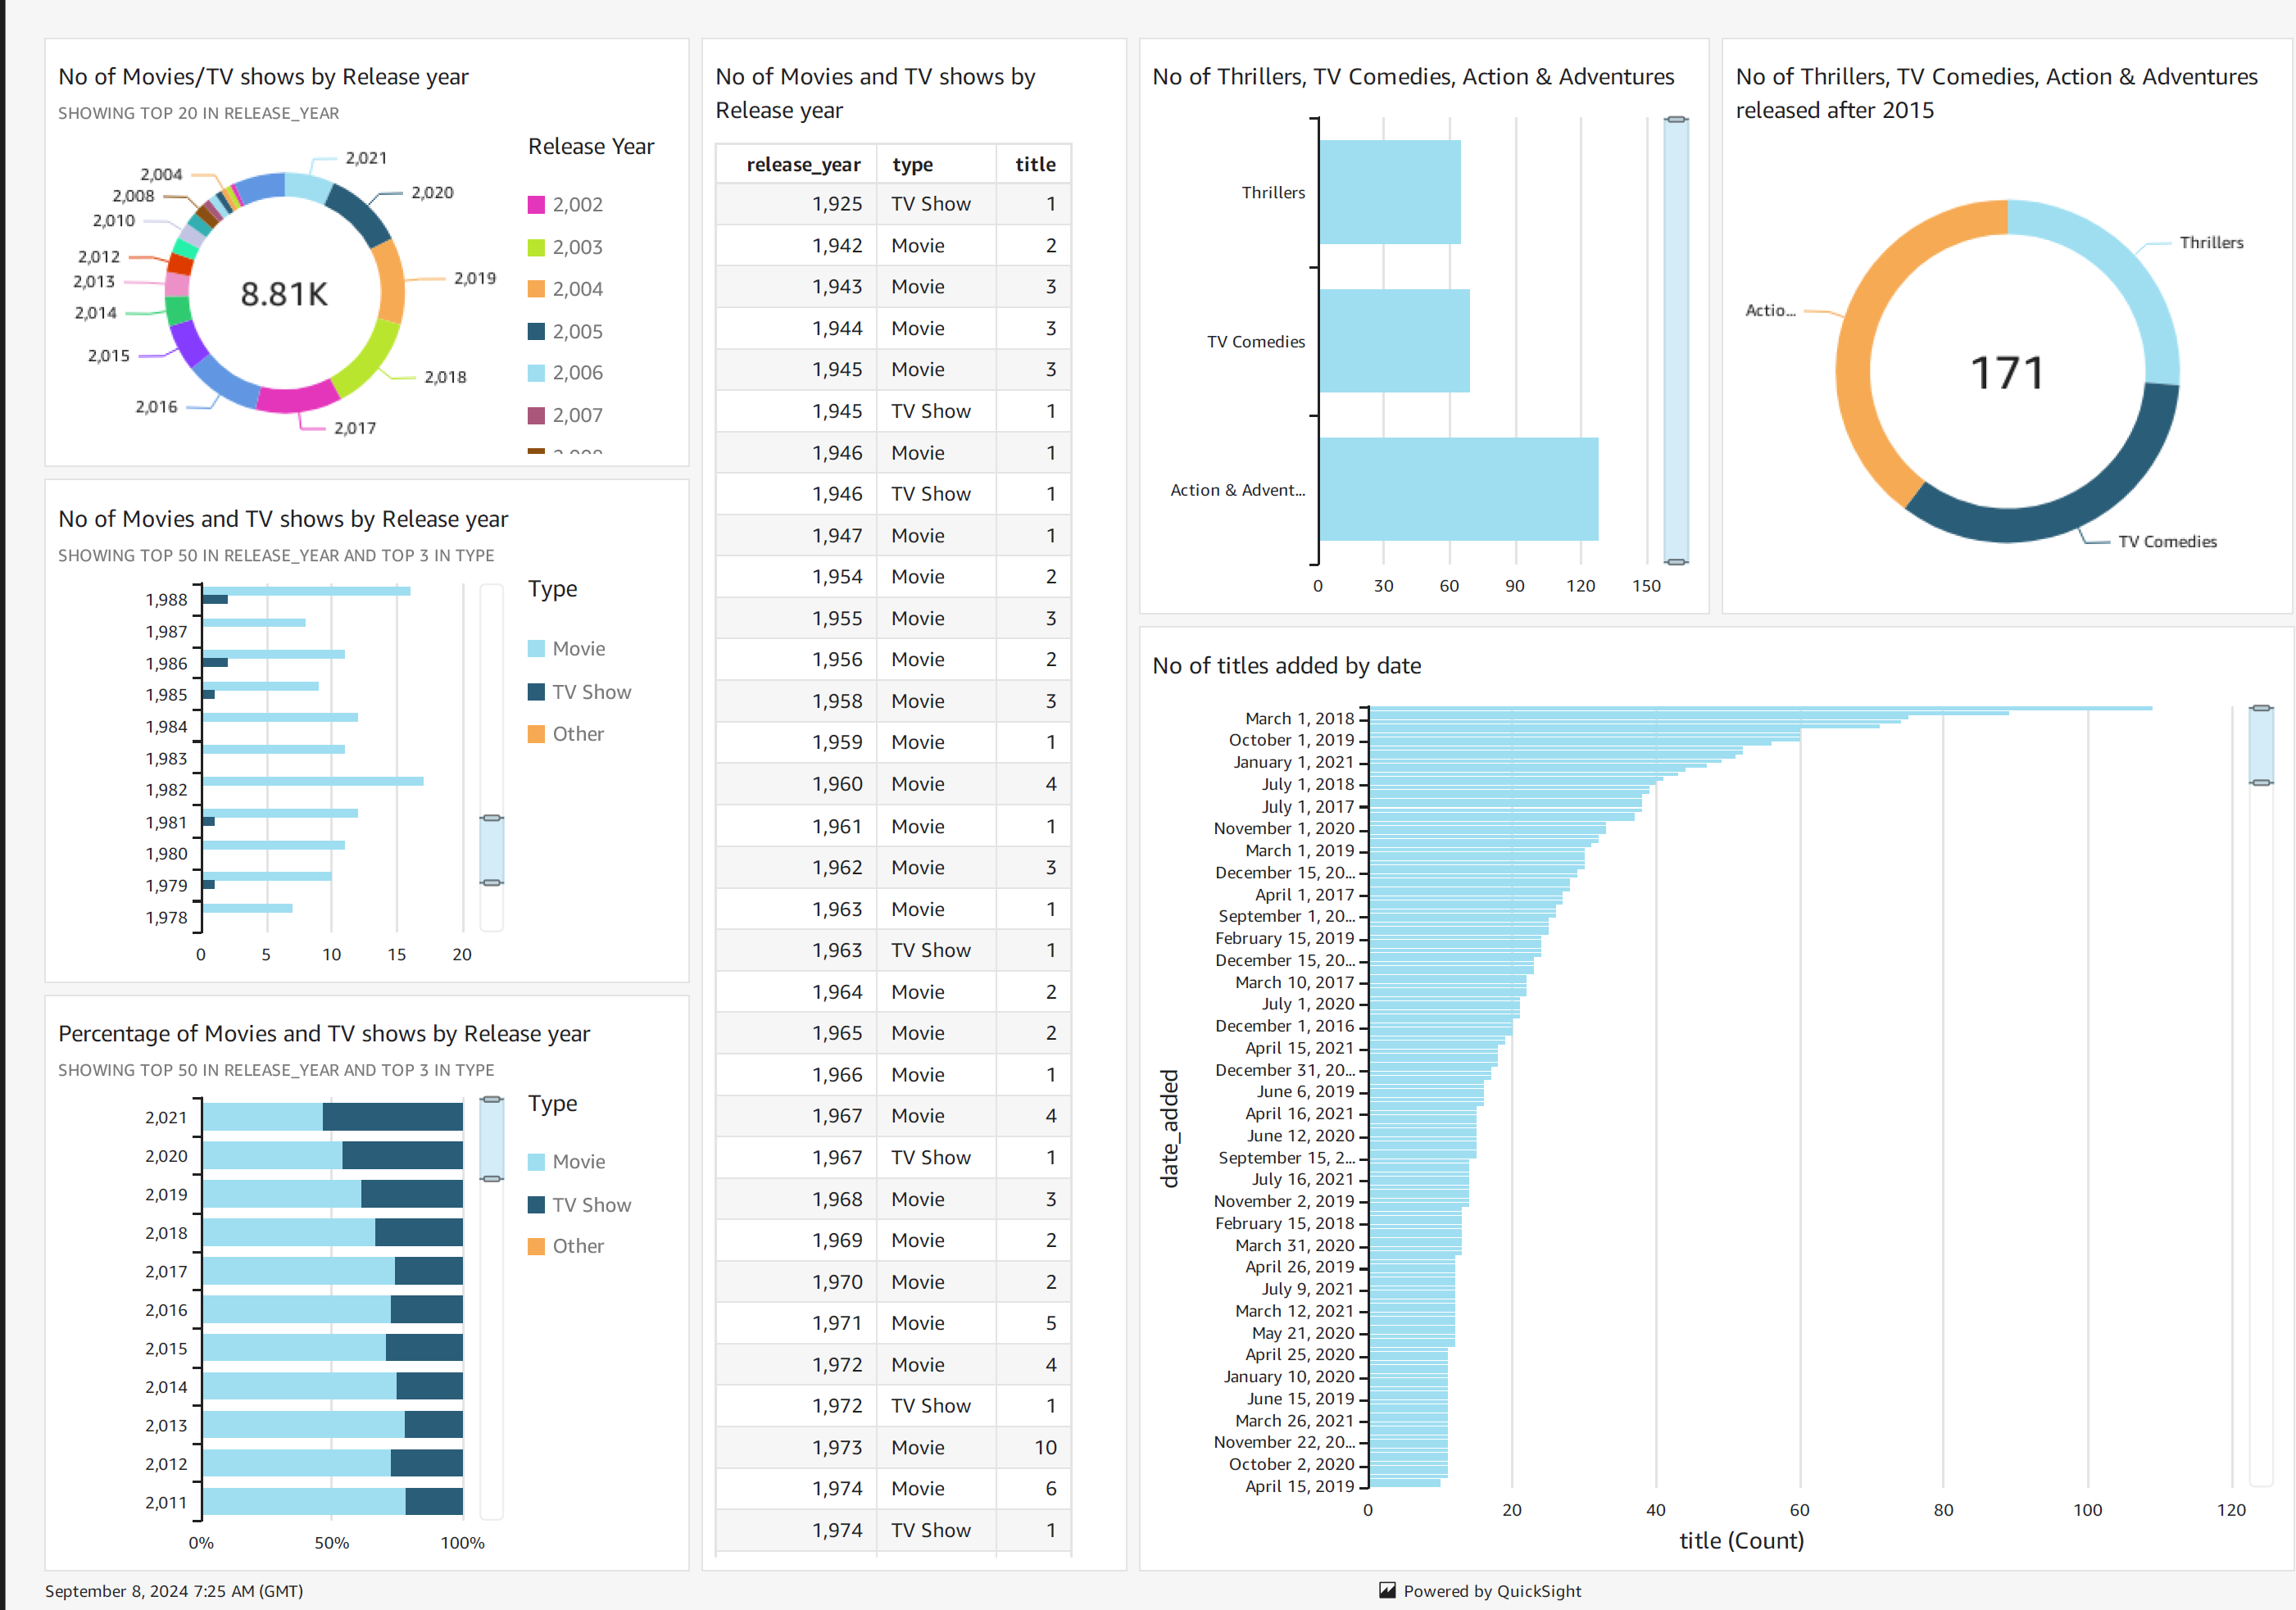 No of Movies/TV shows by Release year
SHOWING TOP 20 IN RELEASE_YEAR
2,021
2,020
2,019
2,018
2,017
2,016
2,015
2,014
2,013
2,012
2,010
2,008
2,004
8.81K
Release Year
2,002
2,003
2,004
2,005
2,006
2,007
No of Movies and TV shows by Release year
SHOWING TOP 50 IN RELEASE_YEAR AND TOP 3 IN TYPE
1,988
1,987
1,986
1,985
1,984
1,983
1,982
1,981
1,980
1,979
1,978
0 5 10 15 20
Type
Movie
TV Show
Other
Percentage of Movies and TV shows by Release year
SHOWING TOP 50 IN RELEASE_YEAR AND TOP 3 IN TYPE
2,021
2,020
2,019
2,018
2,017
2,016
2,015
2,014
2,013
2,012
2,011
0% 50% 100%
Type
Movie
TV Show
Other
No of Movies and TV shows by
Release year
release_year type title
1,925 TV Show 1
1,942 Movie 2
1,943 Movie 3
1,944 Movie 3
1,945 Movie 3
1,945 TV Show 1
1,946 Movie 1
1,946 TV Show 1
1,947 Movie 1
1,954 Movie 2
1,955 Movie 3
1,956 Movie 2
1,958 Movie 3
1,959 Movie 1
1,960 Movie 4
1,961 Movie 1
1,962 Movie 3
1,963 Movie 1
1,963 TV Show 1
1,964 Movie 2
1,965 Movie 2
1,966 Movie 1
1,967 Movie 4
1,967 TV Show 1
1,968 Movie 3
1,969 Movie 2
1,970 Movie 2
1,971 Movie 5
1,972 Movie 4
1,972 TV Show 1
1,973 Movie 10
1,974 Movie 6
1,974 TV Show 1
No of Thrillers, TV Comedies, Action & Adventures
Thrillers
TV Comedies
Action & Advent...
0 30 60 90 120 150
No of Thrillers, TV Comedies, Action & Adventures
released after 2015
Thrillers
Actio...
171
TV Comedies
No of titles added by date
date_added
March 1, 2018
October 1, 2019
January 1, 2021
July 1, 2018
July 1, 2017
November 1, 2020
March 1, 2019
December 15, 20...
April 1, 2017
September 1, 20...
February 15, 2019
December 15, 20...
March 10, 2017
July 1, 2020
December 1, 2016
April 15, 2021
December 31, 20...
June 6, 2019
April 16, 2021
June 12, 2020
September 15, 2...
July 16, 2021
November 2, 2019
February 15, 2018
March 31, 2020
April 26, 2019
July 9, 2021
March 12, 2021
May 21, 2020
April 25, 2020
January 10, 2020
June 15, 2019
March 26, 2021
November 22, 20...
October 2, 2020
April 15, 2019
0 20 40 60 80 100 120
title (Count)
September 8, 2024 7:25 AM (GMT)
Powered by QuickSight